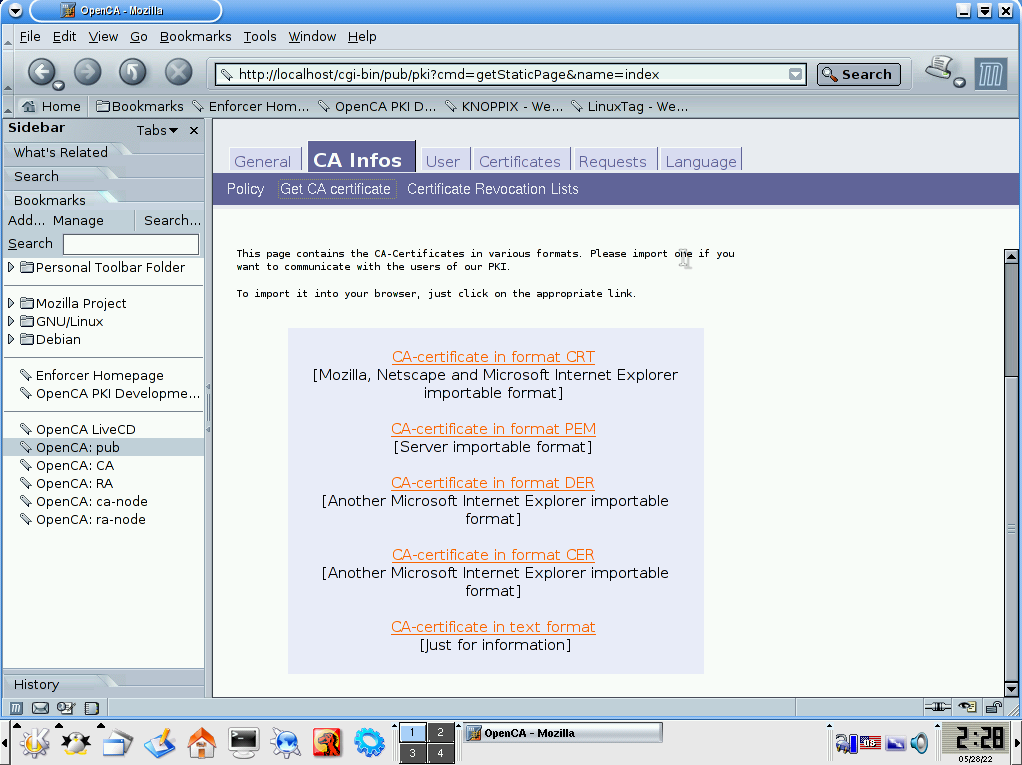 OpenCA - Mozilla
File Edit View Go Bookmarks Tools Window Help
http://localhost/cgi-bin/pub/pki?cmd=getStaticPage&name=index
Search
Home Bookmarks Enforcer Hom... OpenCA PKI D... KNOPPIX - We... LinuxTag - We...
Sidebar
Tabs
What's Related
Search
Bookmarks
Add... Manage Search...
Search
Personal Toolbar Folder
Mozilla Project
GNU/Linux
Debian
Enforcer Homepage
OpenCA PKI Developme...
OpenCA LiveCD
OpenCA: pub
OpenCA: CA
OpenCA: RA
OpenCA: ca-node
OpenCA: ra-node
History
General CA Infos User Certificates Requests Language
Policy Get CA certificate Certificate Revocation Lists
This page contains the CA-Certificates in various formats. Please import one if you
want to communicate with the users of our PKI.
To import it into your browser, just click on the appropriate link.
CA-certificate in format CRT
[Mozilla, Netscape and Microsoft Internet Explorer
importable format]
CA-certificate in format PEM
[Server importable format]
CA-certificate in format DER
[Another Microsoft Internet Explorer importable
format]
CA-certificate in format CER
[Another Microsoft Internet Explorer importable
format]
CA-certificate in text format
[Just for information]
1 2
3 4
OpenCA - Mozilla
us
2:28
05/28/22